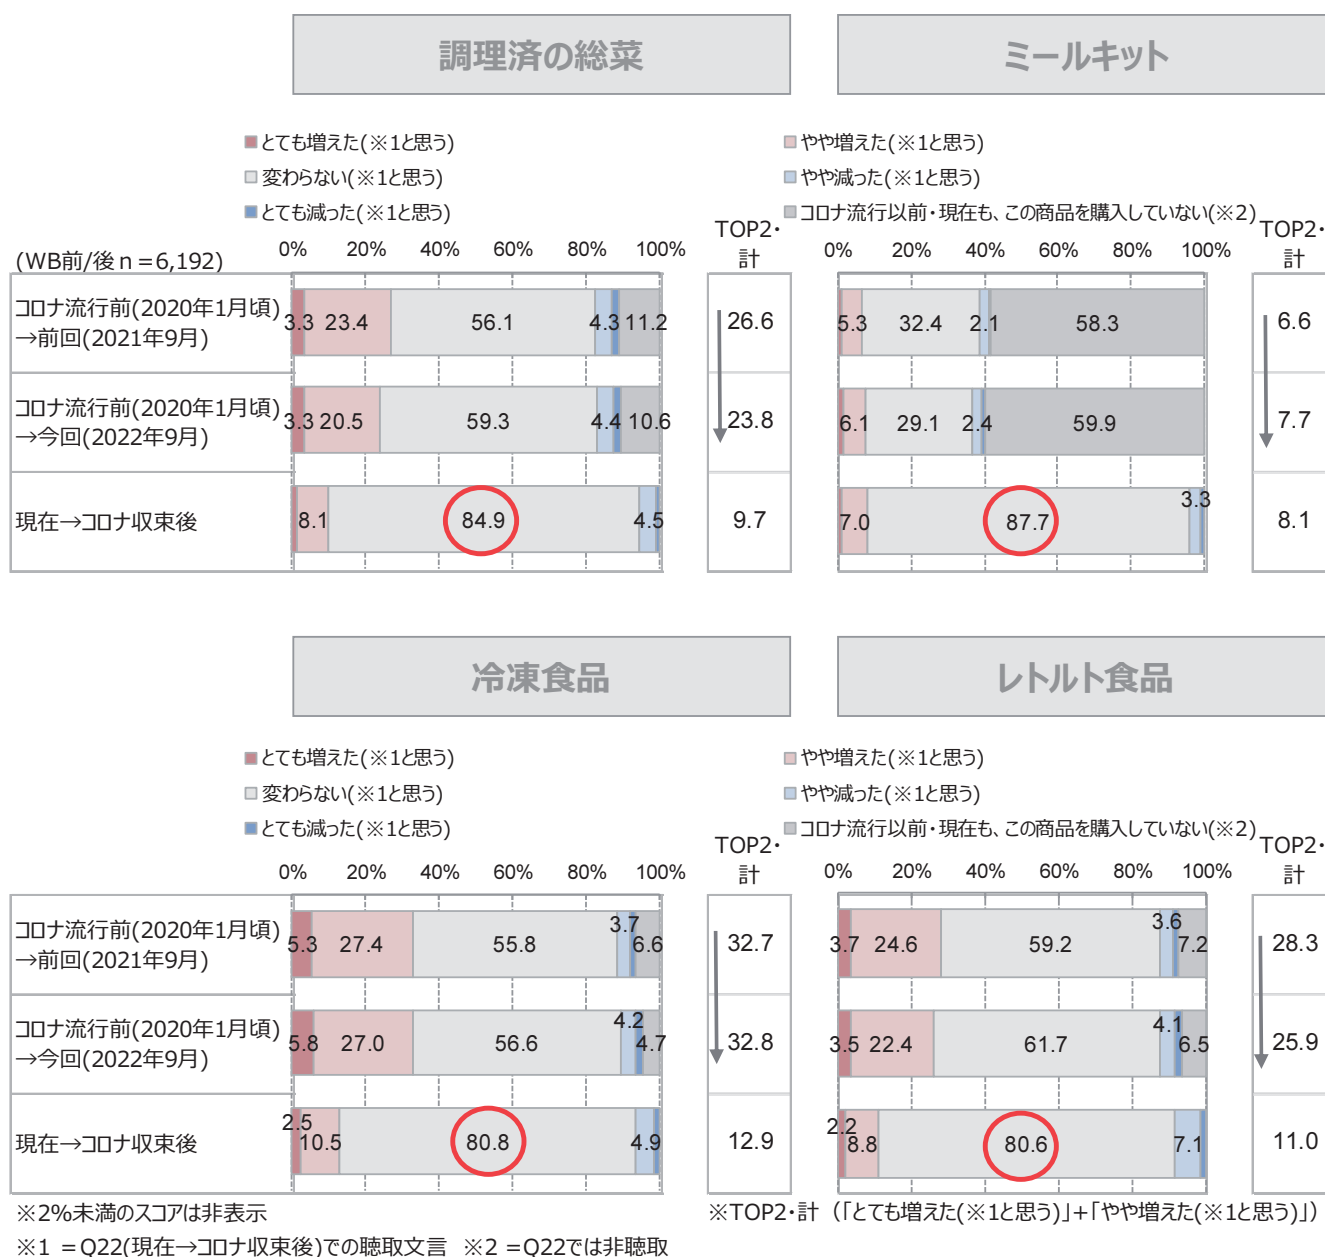 調理済の総菜
ミールキット
とても増えた(※1と思う)
やや増えた(※1と思う)
変わらない(※1と思う)
やや減った(※1と思う)
とても減った(※1と思う)
コロナ流行以前・現在も、この商品を購入していない(※2)
(WB前/後 n =6,192)
0% 20% 40% 60% 80% 100%
TOP2・
計
0% 20% 40% 60% 80% 100%
TOP2・
計
コロナ流行前(2020年1月頃)
→前回(2021年9月)
3.3 23.4 56.1 4.3 11.2 26.6
5.3 32.4 2.1 58.3 6.6
コロナ流行前(2020年1月頃)
→今回(2022年9月)
3.3 20.5 59.3 4.4 10.6 23.8
6.1 29.1 2.4 59.9 7.7
現在→コロナ収束後
8.1 84.9 4.5 9.7
7.0 87.7 3.3 8.1
冷凍食品
レトルト食品
とても増えた(※1と思う)
やや増えた(※1と思う)
変わらない(※1と思う)
やや減った(※1と思う)
とても減った(※1と思う)
コロナ流行以前・現在も、この商品を購入していない(※2)
0% 20% 40% 60% 80% 100%
TOP2・
計
0% 20% 40% 60% 80% 100%
TOP2・
計
コロナ流行前(2020年1月頃)
→前回(2021年9月)
5.3 27.4 55.8 3.7 6.6 32.7
3.7 24.6 59.2 3.6 7.2 28.3
コロナ流行前(2020年1月頃)
→今回(2022年9月)
5.8 27.0 56.6 4.2 4.7 32.8
3.5 22.4 61.7 4.1 6.5 25.9
現在→コロナ収束後
2.5 10.5 80.8 4.9 12.9
2.2 8.8 80.6 7.1 11.0
※2%未満のスコアは非表示
※TOP2・計（「とても増えた(※1と思う)」+「やや増えた(※1と思う)」）
※1 =Q22(現在→コロナ収束後)での聴取文言 ※2 =Q22では非聴取